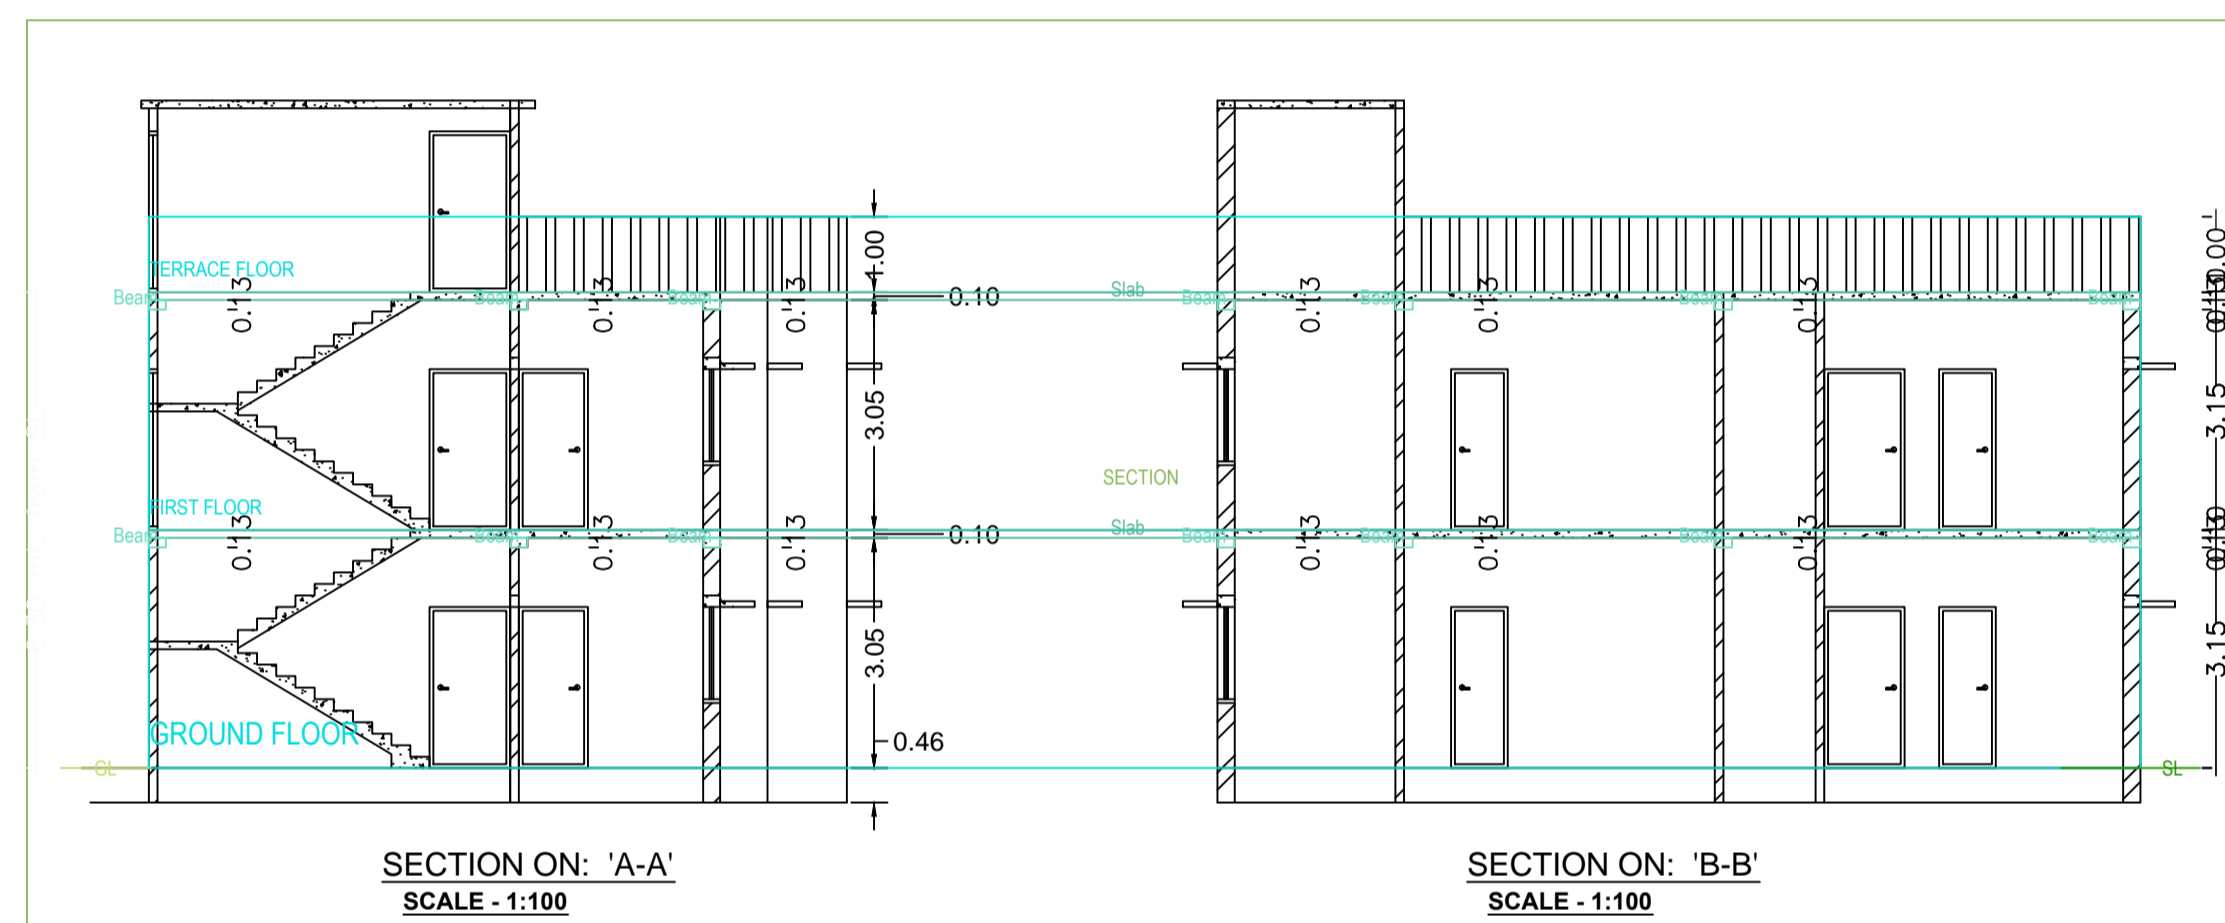 TERRACE FLOOR
Beam
Beam
Beam
0.13
0.13
0.13
1.00
0.10
3.05
FIRST FLOOR
Beam
Beam
Beam
0.13
0.13
0.13
0.10
3.05
GROUND FLOOR
0.46
SL
Slab
Beam
Beam
Beam
Beam
0.13
0.13
0.13
3.15
SECTION
Slab
Beam
Beam
Beam
Beam
0.13
0.13
0.13
3.15
SL
SECTION ON: 'A-A'
SCALE - 1:100
SECTION ON: 'B-B'
SCALE - 1:100